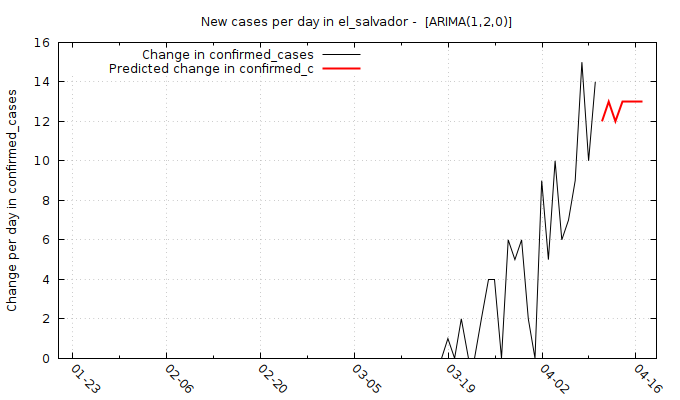 New cases per day in el_salvador -  [ARIMA(1,2,0)]
Change in confirmed_cases
Predicted change in confirmed_c
Change per day in confirmed_cases
16
14
12
10
8
6
4
2
0
01-23 02-06 02-20 03-05 03-19 04-02 04-16